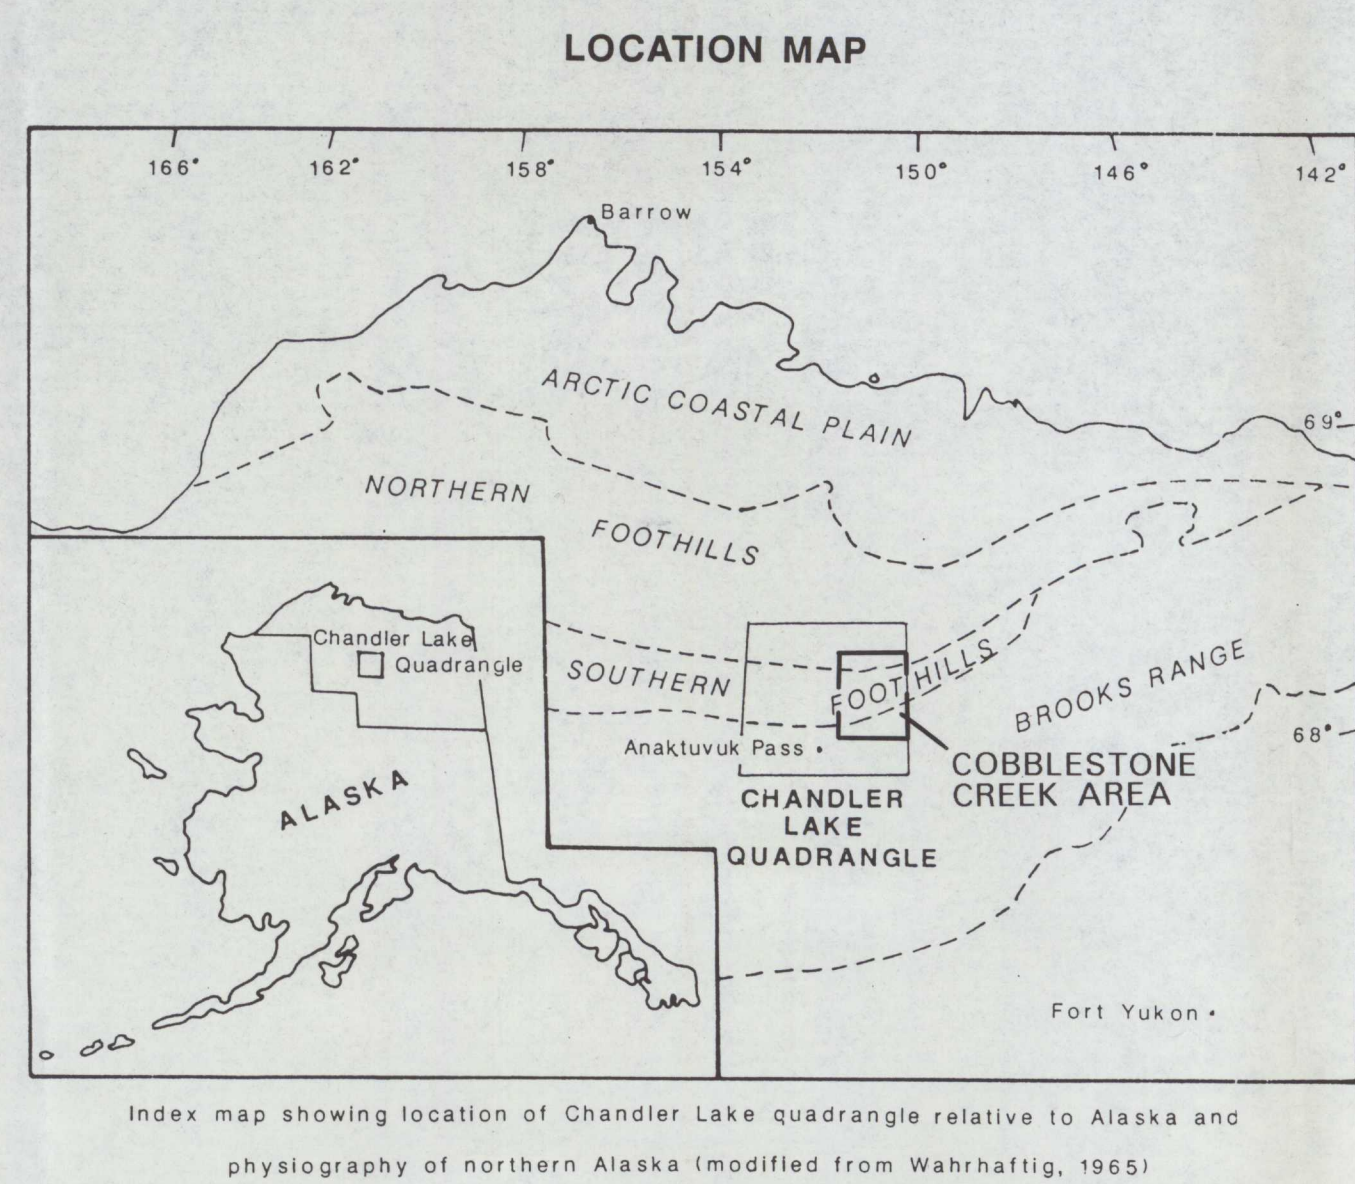 LOCATION MAP
166° 162° 158° 154° 150° 146° 142°
Barrow
ARCTIC COASTAL PLAIN
69°
NORTHERN
FOOTHILLS
Chandler Lake
Quadrangle
SOUTHERN
FOOTHILLS
BROOKS RANGE
68°
Anaktuvuk Pass
COBBLESTONE
CREEK AREA
ALASKA
CHANDLER
LAKE
QUADRANGLE
Fort Yukon
Index map showing location of Chandler Lake quadrangle relative to Alaska and
physiography of northern Alaska (modified from Wahrhaftig, 1965)